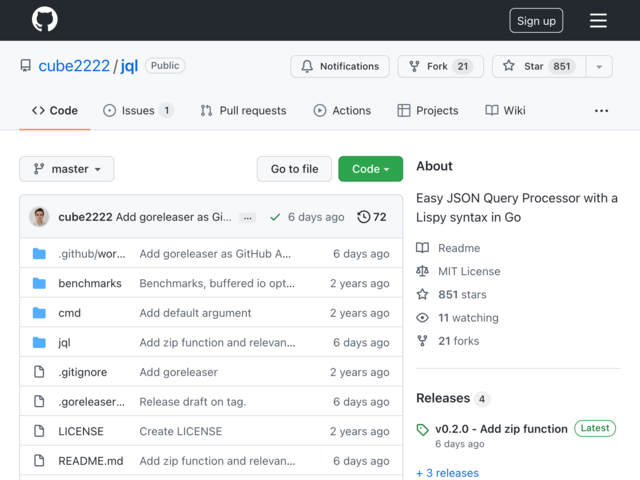 Sign up
cube2222 / jql Public
Notifications Fork 21 Star 851
Code Issues 1 Pull requests Actions Projects Wiki ...
master Go to file Code
cube2222 Add goreleaser as Gi... ... 6 days ago 72
.github/wor... Add goreleaser as GitHub A... 6 days ago
benchmarks Benchmarks, buffered io opt... 2 years ago
cmd Add default argument 2 years ago
jql Add zip function and relevan... 6 days ago
.gitignore Add goreleaser 2 years ago
.goreleaser... Release draft on tag. 6 days ago
LICENSE Create LICENSE 2 years ago
README.md Add zip function and relevan... 6 days ago
About
Easy JSON Query Processor with a
Lispy syntax in Go
Readme
MIT License
851 stars
11 watching
21 forks
Releases 4
v0.2.0 - Add zip function Latest
6 days ago
+ 3 releases